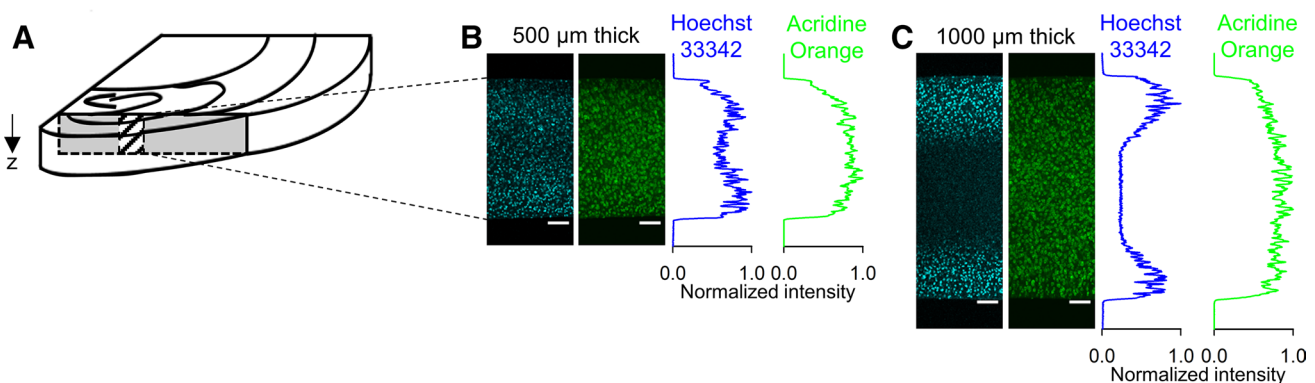 A
z
B
500 µm thick
Hoechst
33342
Acridine
Orange
0.0 1.0 0.0 1.0
Normalized intensity
C
1000 µm thick
Hoechst
33342
Acridine
Orange
0.0 1.0 0.0 1.0
Normalized intensity